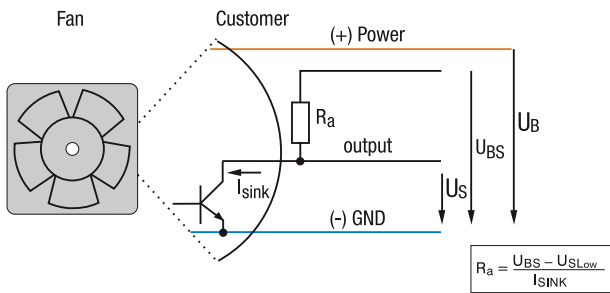 Fan
Customer
(+) Power
Ra
output
Isink
(-) GND
US
UBS
UB
Ra = UBS – USLow
ISINK